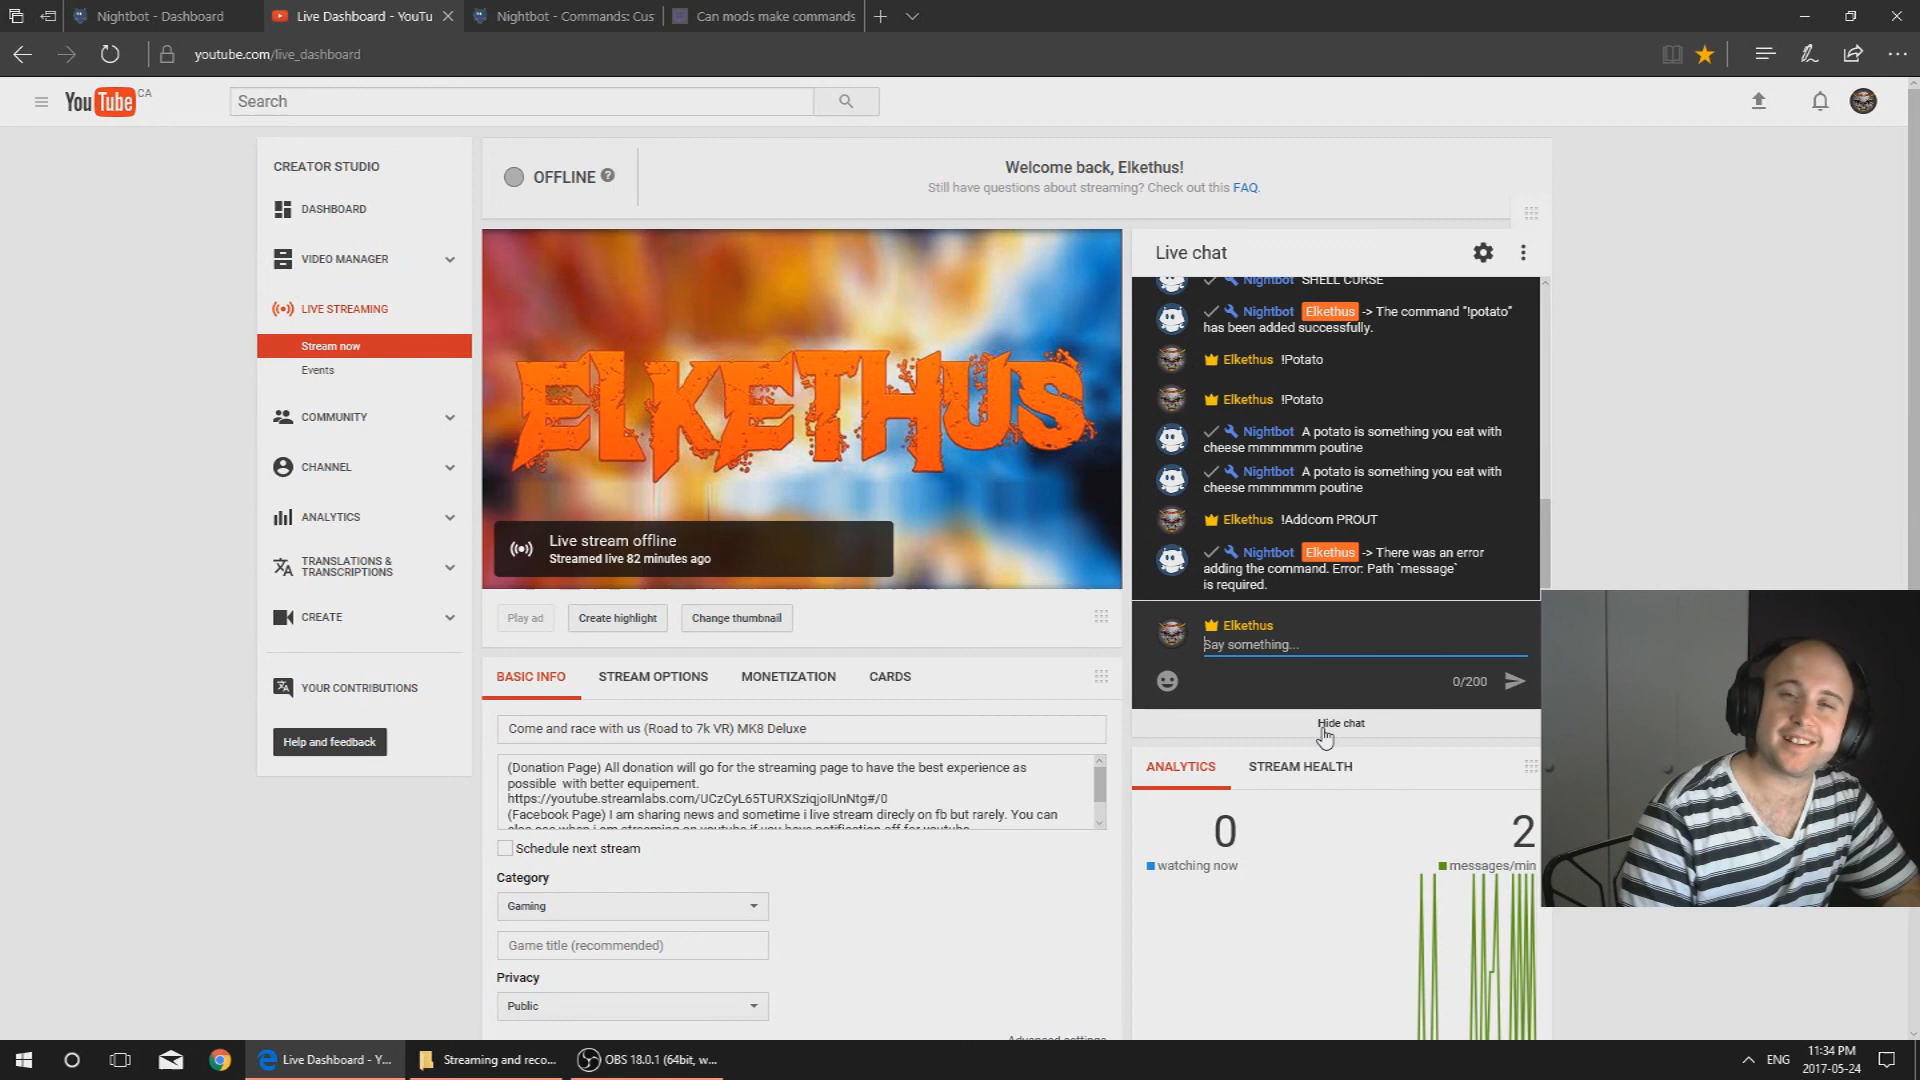 Nightbot - Dashboard
Live Dashboard - YouTu
Nightbot - Commands: Cus
Can mods make commands
youtube.com/live_dashboard
YouTube CA
Search
CREATOR STUDIO
DASHBOARD
VIDEO MANAGER
LIVE STREAMING
Stream now
Events
COMMUNITY
CHANNEL
ANALYTICS
TRANSLATIONS &
TRANSCRIPTIONS
CREATE
YOUR CONTRIBUTIONS
Help and feedback
OFFLINE ?
Welcome back, Elkethus!
Still have questions about streaming? Check out this FAQ.
ELKETHUS
Live stream offline
Streamed live 82 minutes ago
Play ad
Create highlight
Change thumbnail
BASIC INFO
STREAM OPTIONS
MONETIZATION
CARDS
Come and race with us (Road to 7k VR) MK8 Deluxe
(Donation Page) All donation will go for the streaming page to have the best experience as
possible with better equipement.
https://youtube.streamlabs.com/UCzCyL65TURXSziqjoIUnNtg#/0
(Facebook Page) I am sharing news and sometime i live stream direcly on fb but rarely. You can
Schedule next stream
Category
Gaming
Game title (recommended)
Privacy
Public
Live chat
Nightbot SHELL CURSE
Nightbot Elkethus -> The command "!potato"
has been added successfully.
Elkethus !Potato
Elkethus !Potato
Nightbot A potato is something you eat with
cheese mmmmmm poutine
Nightbot A potato is something you eat with
cheese mmmmmm poutine
Elkethus !Addcom PROUT
Nightbot Elkethus -> There was an error
adding the command. Error: Path `message`
is required.
Elkethus
Say something...
0/200
Hide chat
ANALYTICS
STREAM HEALTH
0
watching now
2
messages/min
Live Dashboard - Y...
Streaming and reco...
OBS 18.0.1 (64bit, w...
ENG
11:34 PM
2017-05-24